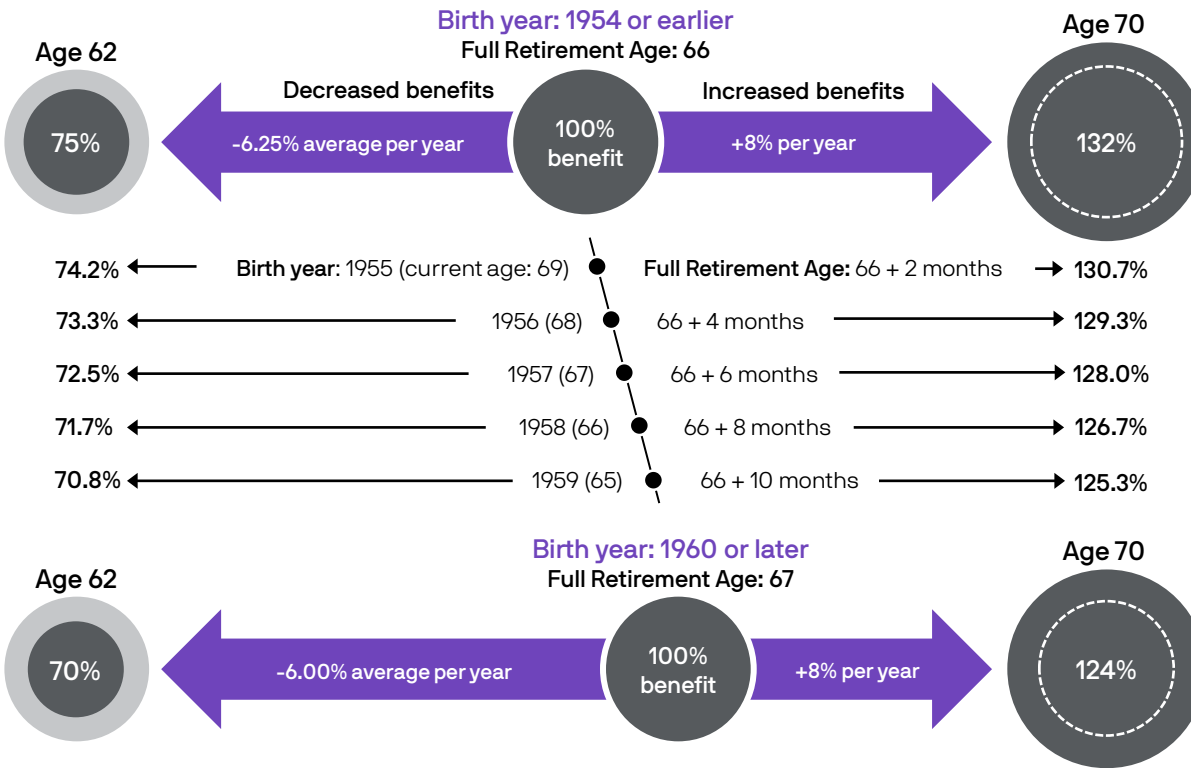 Birth year: 1954 or earlier
Full Retirement Age: 66
Age 62
Age 70
Decreased benefits
Increased benefits
75%
-6.25% average per year
100%
benefit
+8% per year
132%
74.2%
Birth year: 1955 (current age: 69)
Full Retirement Age: 66 + 2 months
130.7%
73.3%
1956 (68)
66 + 4 months
129.3%
72.5%
1957 (67)
66 + 6 months
128.0%
71.7%
1958 (66)
66 + 8 months
126.7%
70.8%
1959 (65)
66 + 10 months
125.3%
Birth year: 1960 or later
Full Retirement Age: 67
Age 62
Age 70
70%
-6.00% average per year
100%
benefit
+8% per year
124%